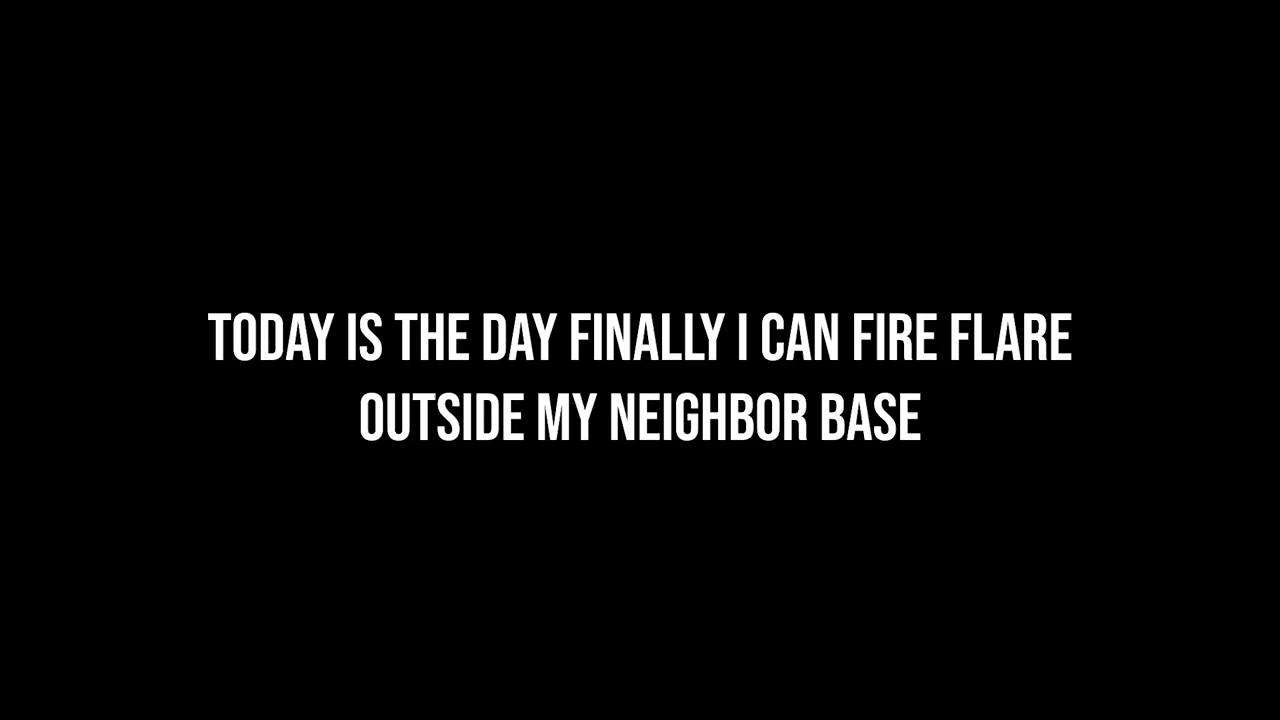 TODAY IS THE DAY FINALLY I CAN FIRE FLARE
OUTSIDE MY NEIGHBOR BASE